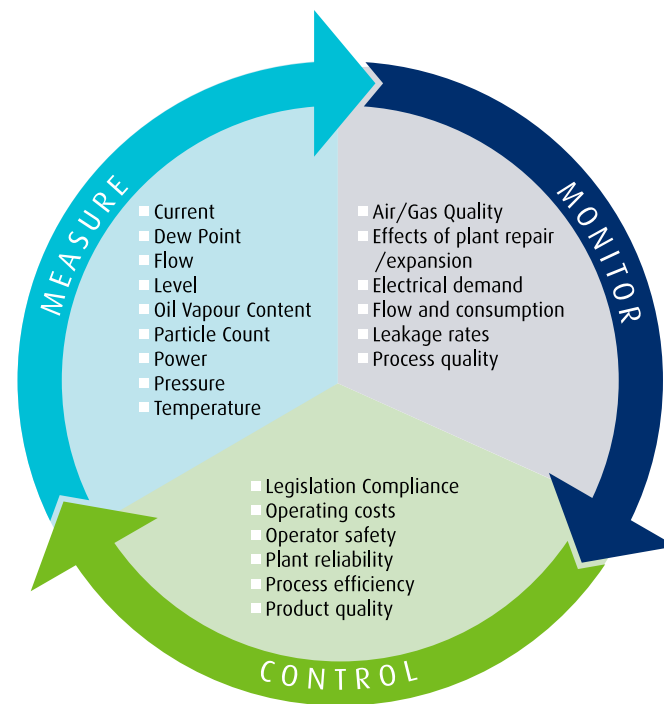 MEASURE
Current
Dew Point
Flow
Level
Oil Vapour Content
Particle Count
Power
Pressure
Temperature
MONITOR
Air/Gas Quality
Effects of plant repair
/expansion
Electrical demand
Flow and consumption
Leakage rates
Process quality
Legislation Compliance
Operating costs
Operator safety
Plant reliability
Process efficiency
Product quality
CONTROL